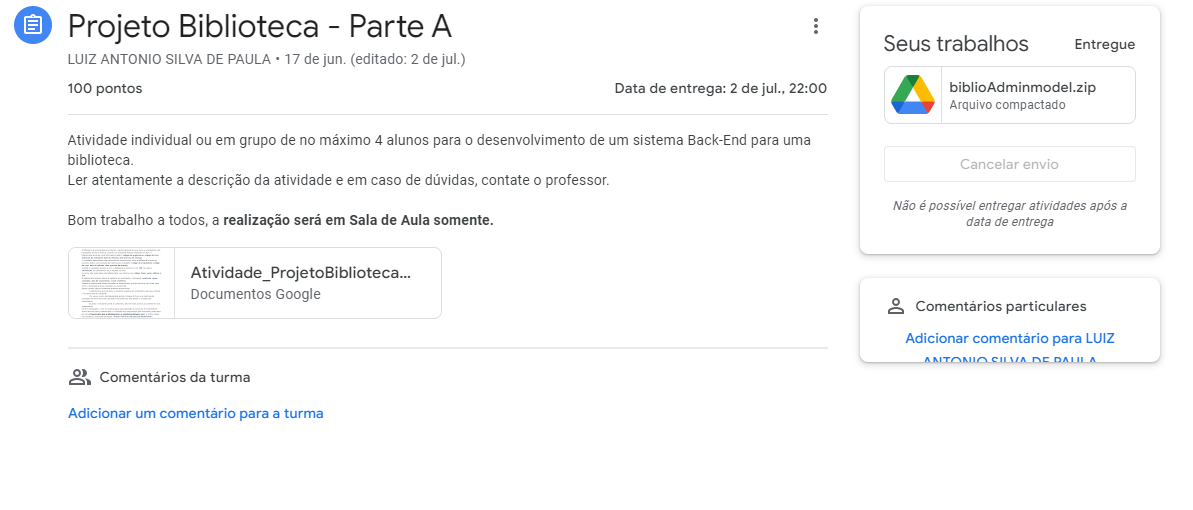 Projeto Biblioteca - Parte A
LUIZ ANTONIO SILVA DE PAULA • 17 de jun. (editado: 2 de jul.)
100 pontos
Data de entrega: 2 de jul., 22:00
Atividade individual ou em grupo de no máximo 4 alunos para o desenvolvimento de um sistema Back-End para uma
biblioteca.
Ler atentamente a descrição da atividade e em caso de dúvidas, contate o professor.
Bom trabalho a todos, a realização será em Sala de Aula somente.
Atividade_ProjetoBiblioteca...
Documentos Google
Comentários da turma
Adicionar um comentário para a turma
Seus trabalhos
Entregue
biblioAdminmodel.zip
Arquivo compactado
Cancelar envio
Não é possível entregar atividades após a
data de entrega
Comentários particulares
Adicionar comentário para LUIZ
ANTONIO SILVA DE PAULA